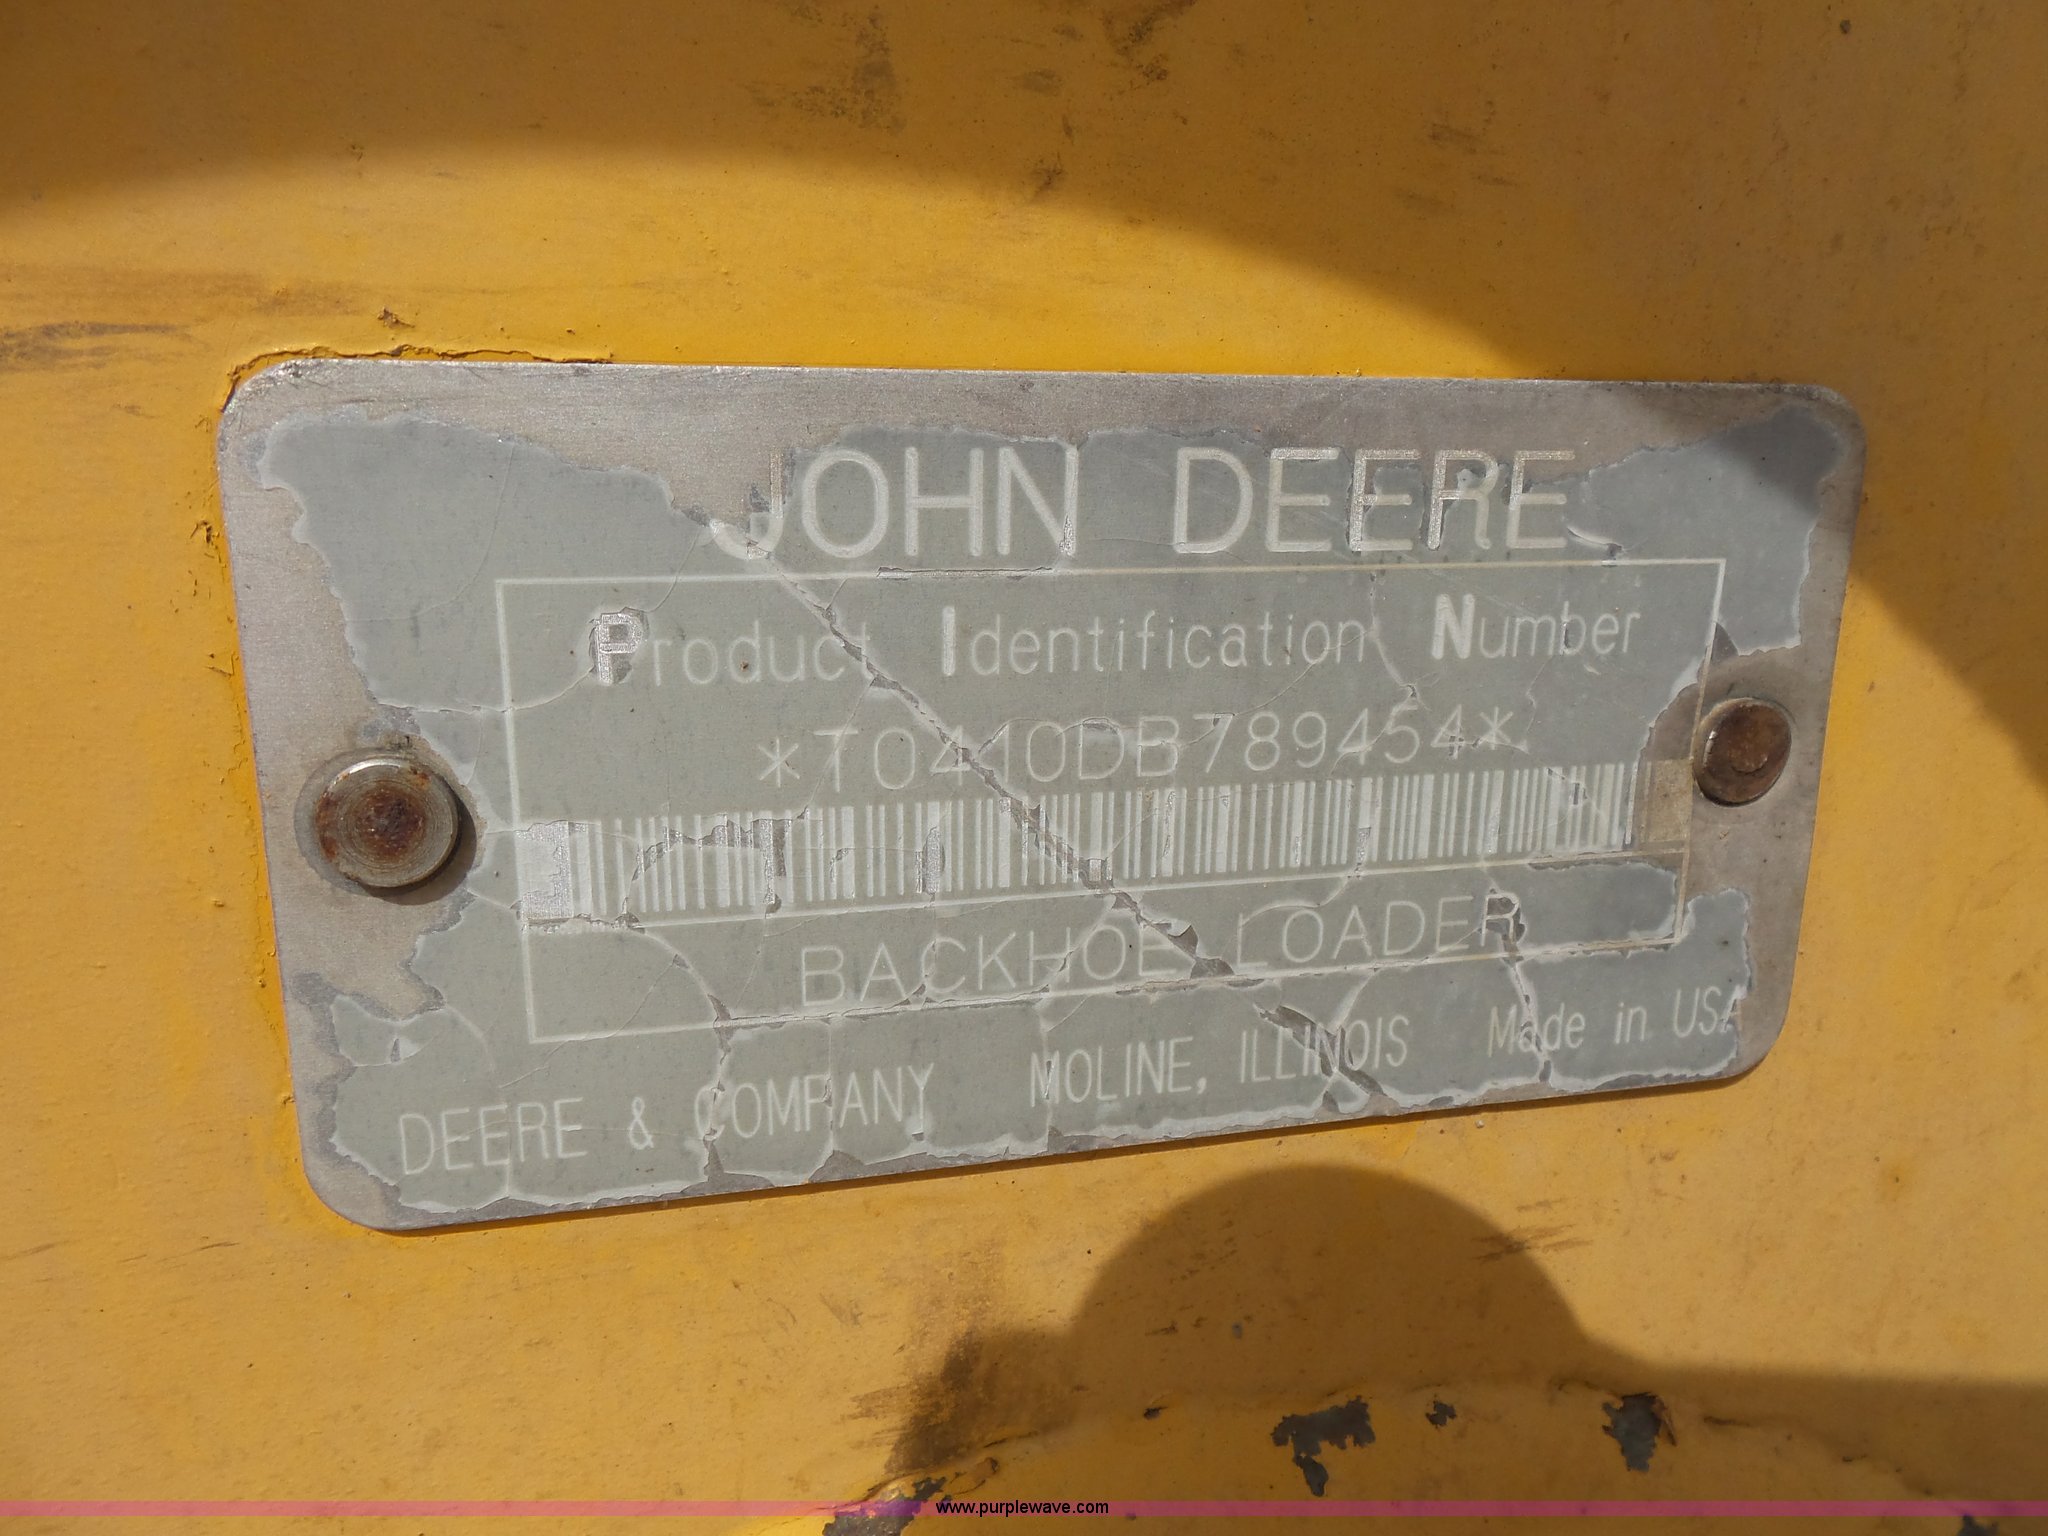 JOHN DEERE
Product Identification Number
*T0410DB789454*
BACKHOE LOADER
DEERE & COMPANY MOLINE, ILLINOIS Made in USA
www.purplewave.com